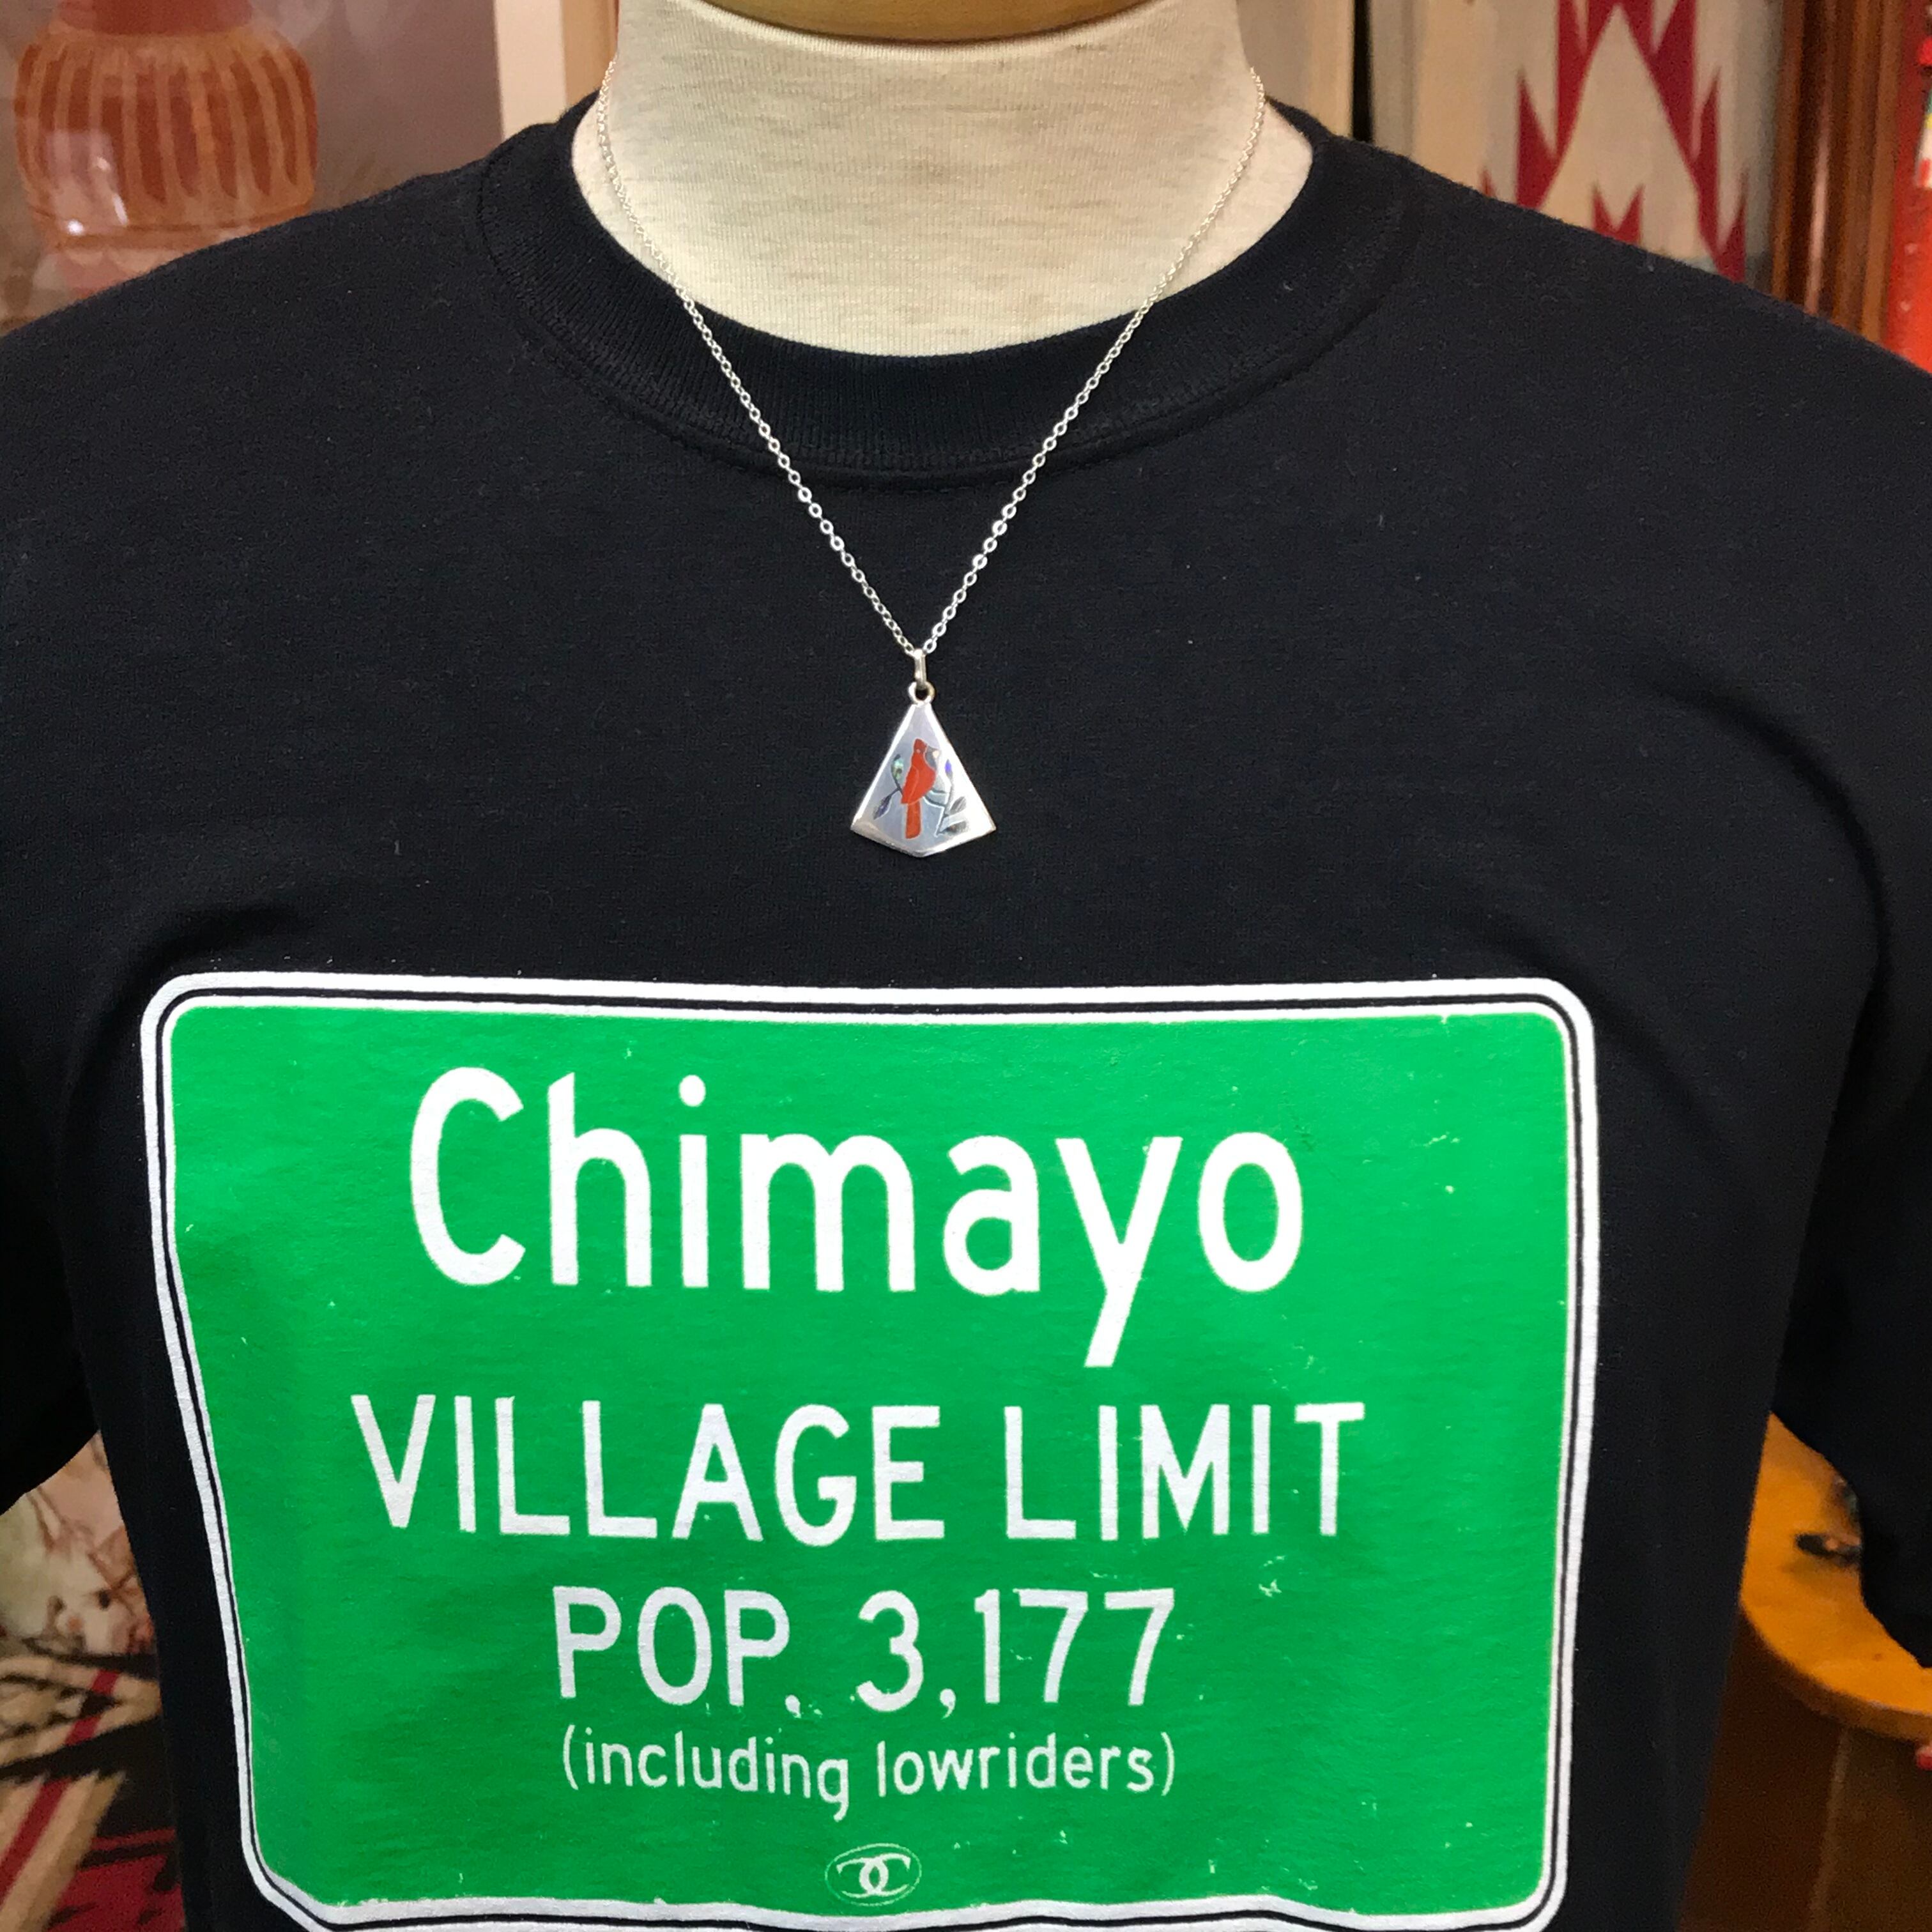 Chimayo
VILLAGE LIMIT
POP. 3,177
(including lowriders)